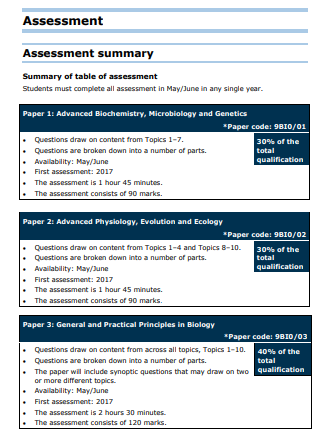 Assessment
Assessment summary
Summary of table of assessment
Students must complete all assessment in May/June in any single year.
Paper 1: Advanced Biochemistry, Microbiology and Genetics
*Paper code: 9BI0/01
• Questions draw on content from Topics 1–7.
• Questions are broken down into a number of parts.
• Availability: May/June
• First assessment: 2017
• The assessment is 1 hour 45 minutes.
• The assessment consists of 90 marks.
30% of the
total
qualification
Paper 2: Advanced Physiology, Evolution and Ecology
*Paper code: 9BI0/02
• Questions draw on content from Topics 1–4 and Topics 8–10.
• Questions are broken down into a number of parts.
• Availability: May/June
• First assessment: 2017
• The assessment is 1 hour 45 minutes.
• The assessment consists of 90 marks.
30% of the
total
qualification
Paper 3: General and Practical Principles in Biology
*Paper code: 9BI0/03
• Questions draw on content from across all topics, Topics 1–10.
• Questions are broken down into a number of parts.
• The paper will include synoptic questions that may draw on two
or more different topics.
• Availability: May/June
• First assessment: 2017
• The assessment is 2 hours 30 minutes.
• The assessment consists of 120 marks.
40% of the
total
qualification